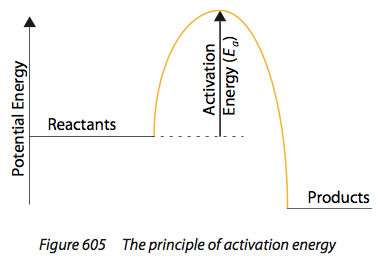 Potential Energy
Reactants
Activation
Energy (Ea)
Products
Figure 605 The principle of activation energy